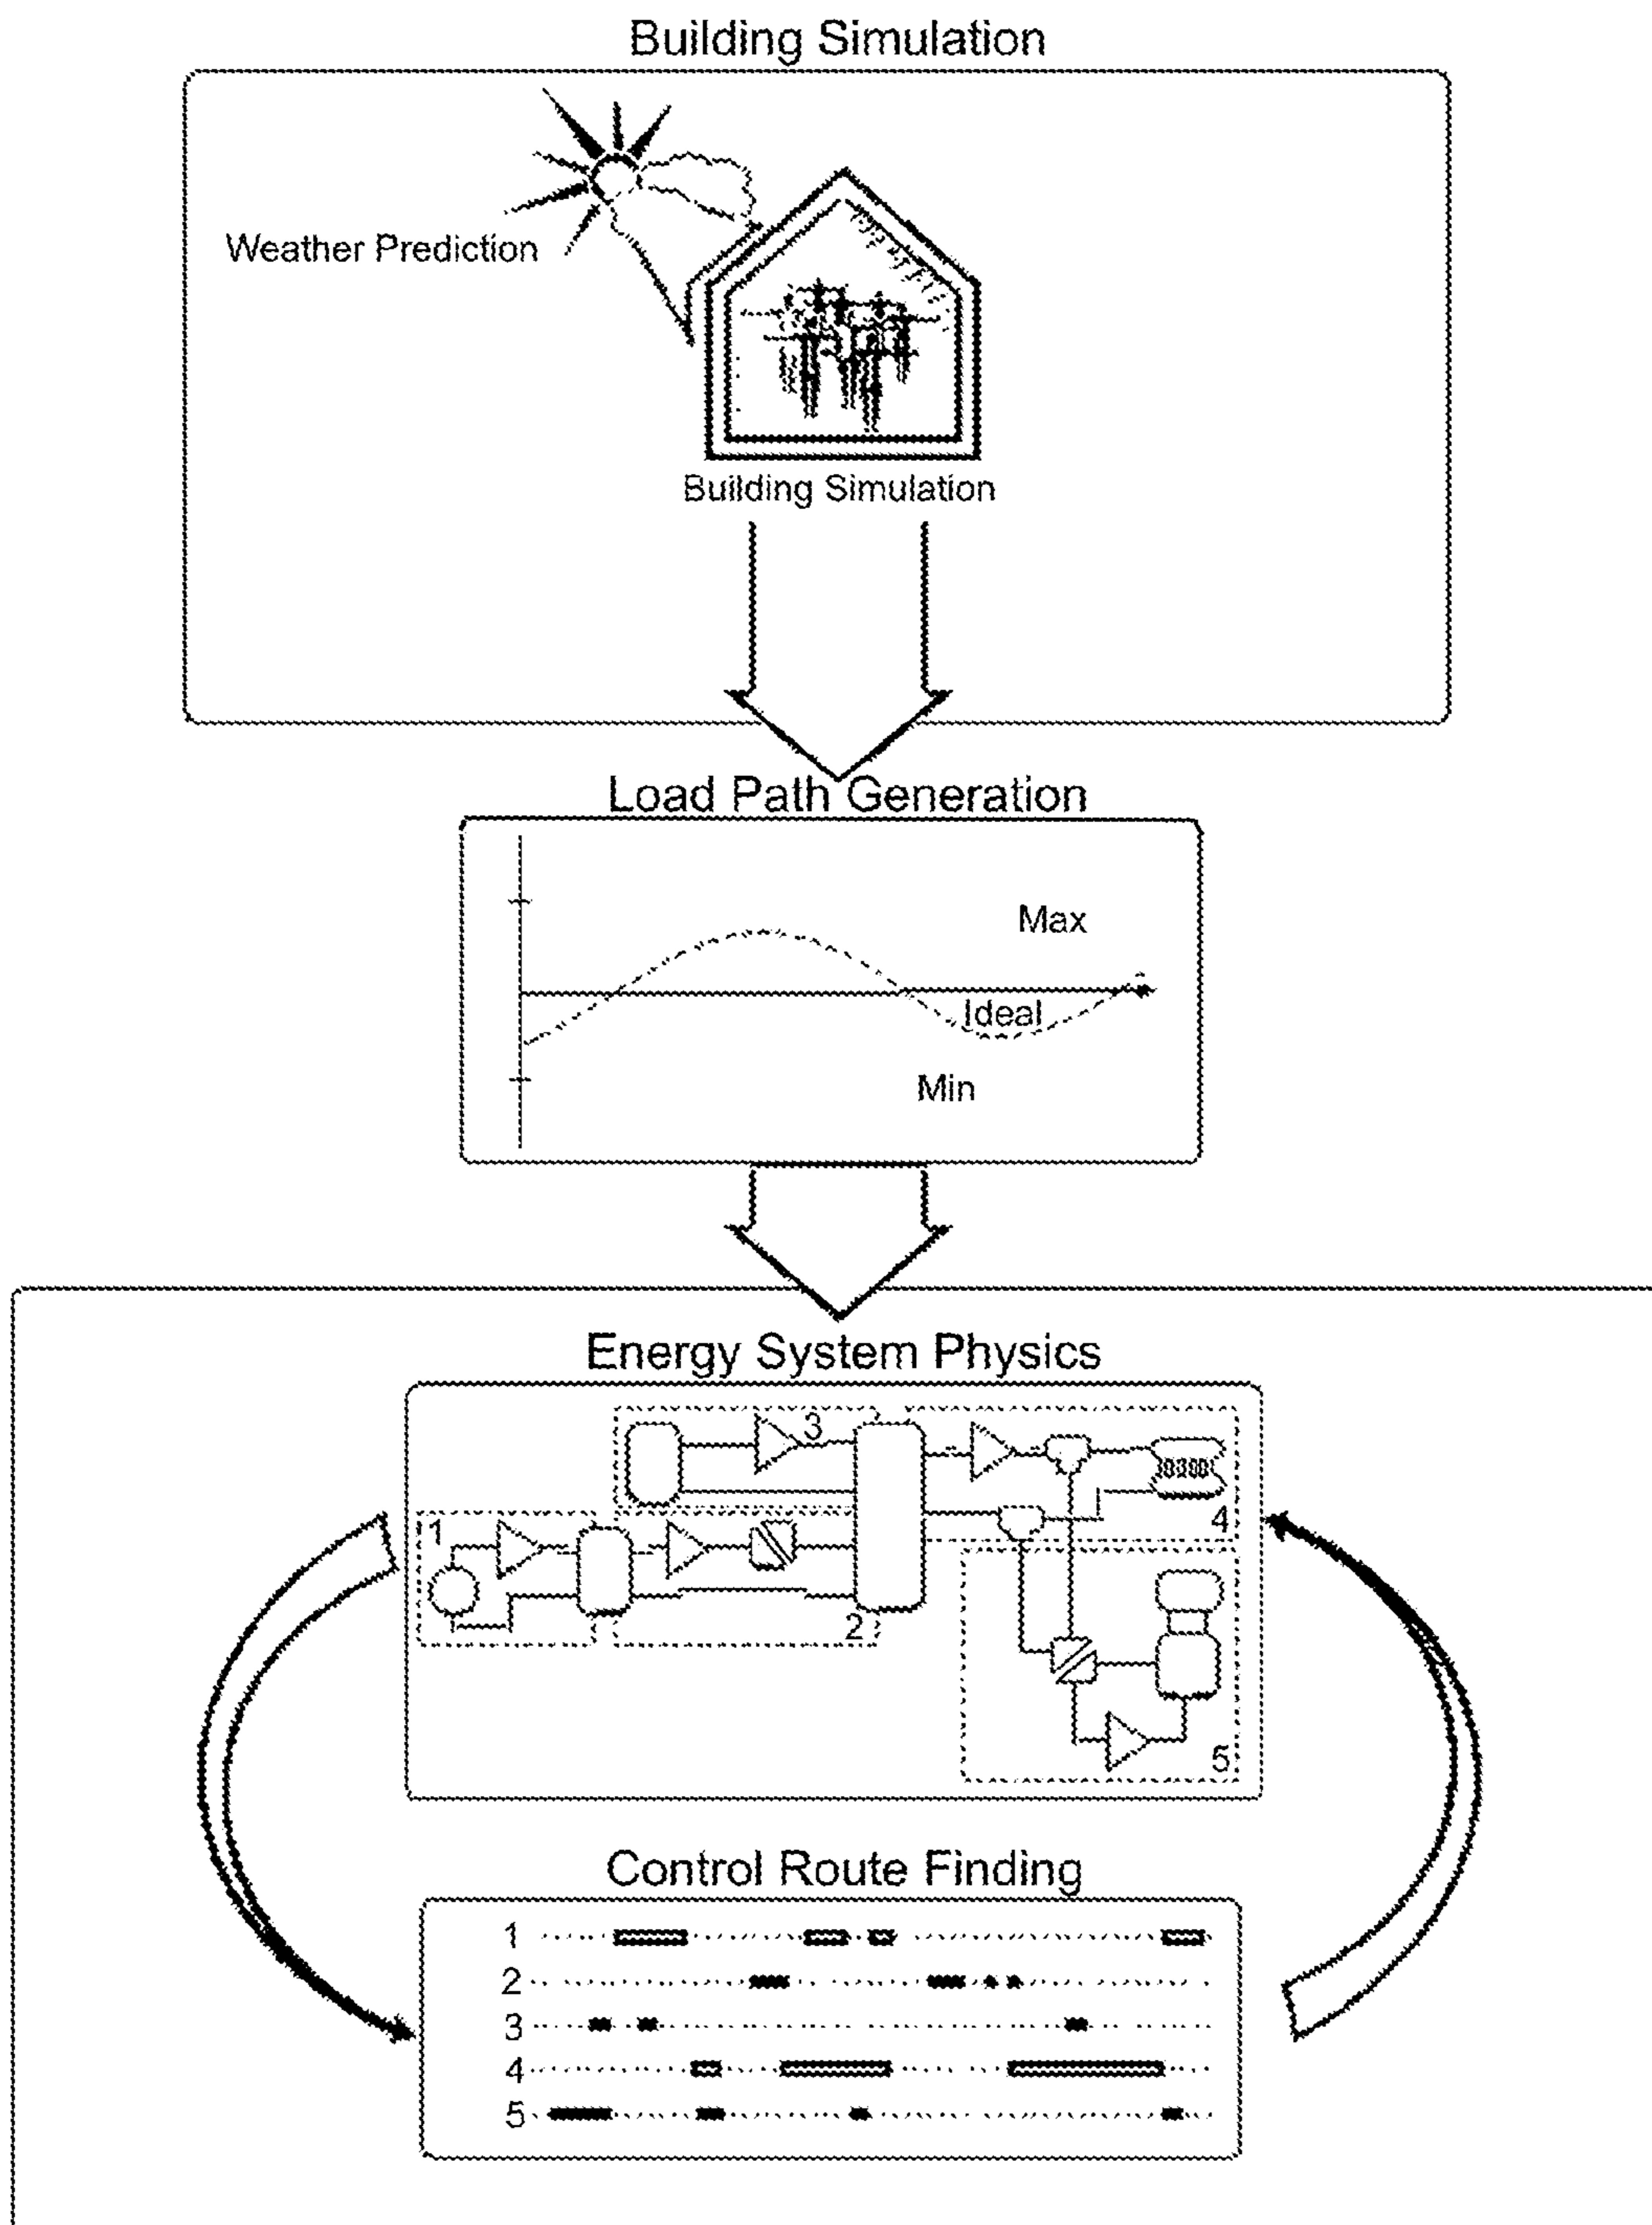 Building Simulation
Weather Prediction
Building Simulation
Load Path Generation
Max
Ideal
Min
Energy System Physics
3
1
4
2
5
Control Route Finding
1
2
3
4
5